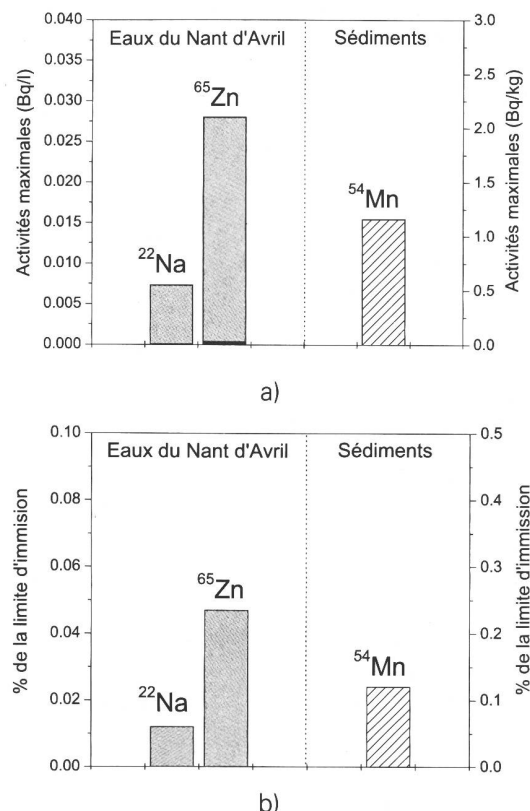 Eaux du Nant d'Avril
Sédiments
Activités maximales (Bq/l)
0.040
0.035
0.030
0.025
0.020
0.015
0.010
0.005
0.000
²²Na
⁶⁵Zn
⁵⁴Mn
3.0
2.5
2.0
1.5
1.0
0.5
0.0
Activités maximales (Bq/kg)
a)
Eaux du Nant d'Avril
Sédiments
% de la limite d'immision
0.10
0.08
0.06
0.04
0.02
0.00
²²Na
⁶⁵Zn
⁵⁴Mn
0.5
0.4
0.3
0.2
0.1
0.0
% de la limite d'immission
b)